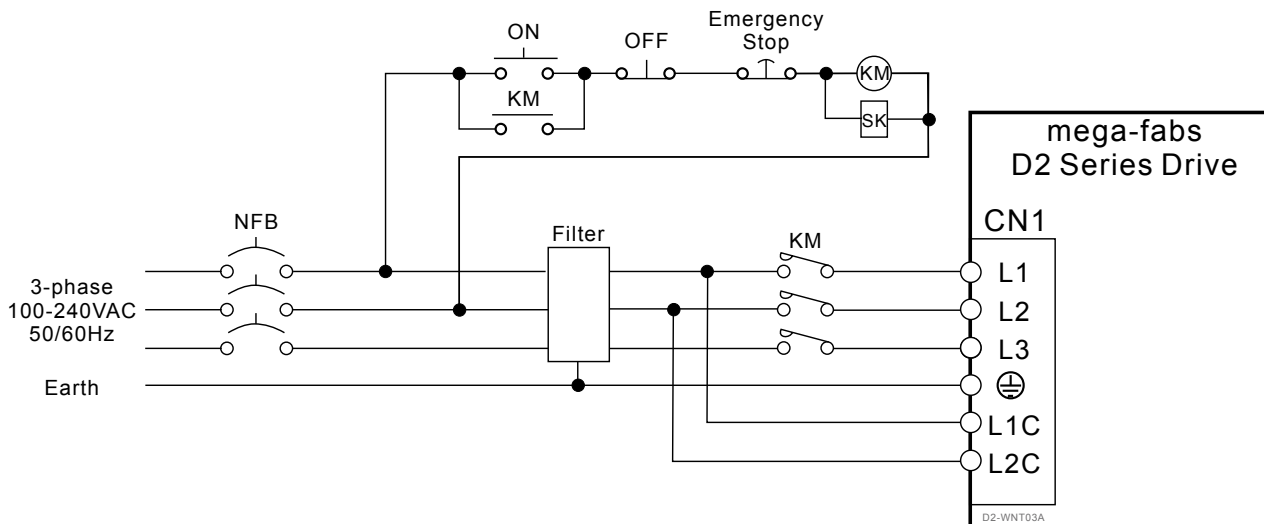 ON
OFF
Emergency
Stop
KM
KM
SK
mega-fabs
D2 Series Drive
CN1
NFB
Filter
KM
3-phase
100-240VAC
50/60Hz
Earth
L1
L2
L3
L1C
L2C
D2-WNT03A